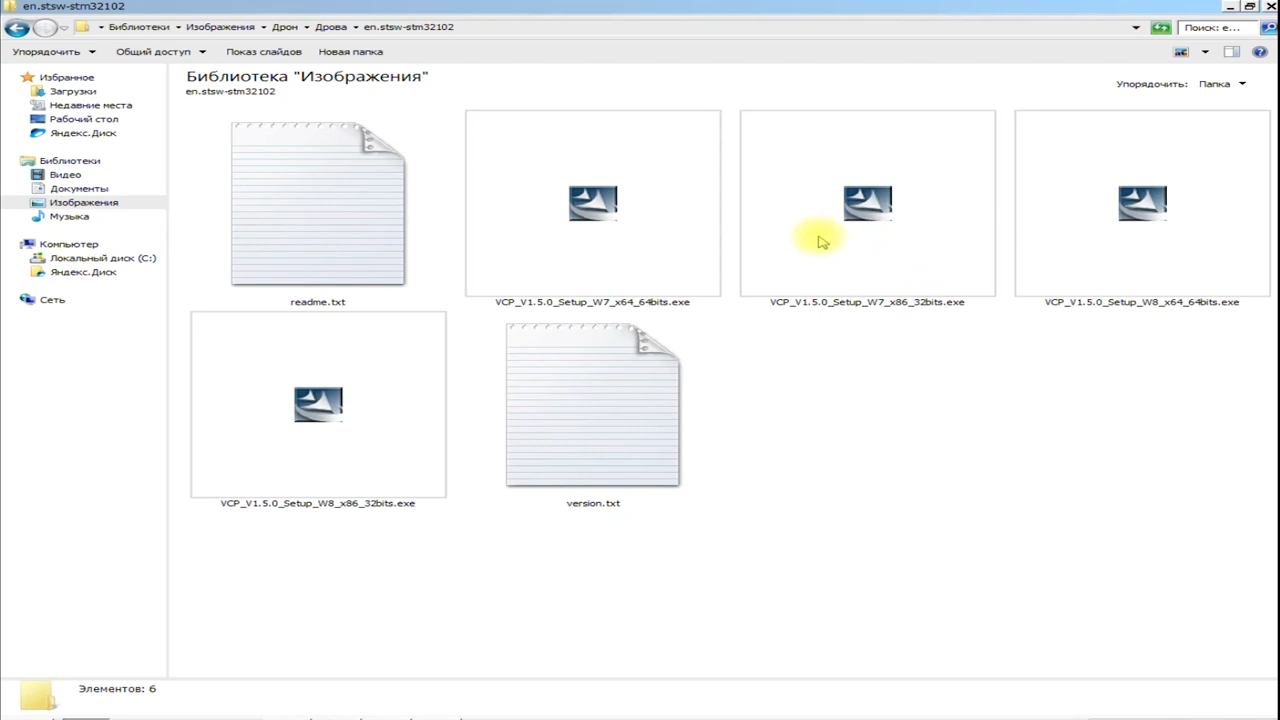 en.stsw-stm32102
Библиотеки Изображения Дрон Дрова en.stsw-stm32102
Поиск: e...
Упорядочить Общий доступ Показ слайдов Новая папка
Избранное
Загрузки
Недавние места
Рабочий стол
Яндекс.Диск
Библиотеки
Видео
Документы
Изображения
Музыка
Компьютер
Локальный диск (C:)
Яндекс.Диск
Сеть
Библиотека "Изображения"
en.stsw-stm32102
Упорядочить: Папка
readme.txt
VCP_V1.5.0_Setup_W7_x64_64bits.exe
VCP_V1.5.0_Setup_W7_x86_32bits.exe
VCP_V1.5.0_Setup_W8_x64_64bits.exe
VCP_V1.5.0_Setup_W8_x86_32bits.exe
version.txt
Элементов: 6